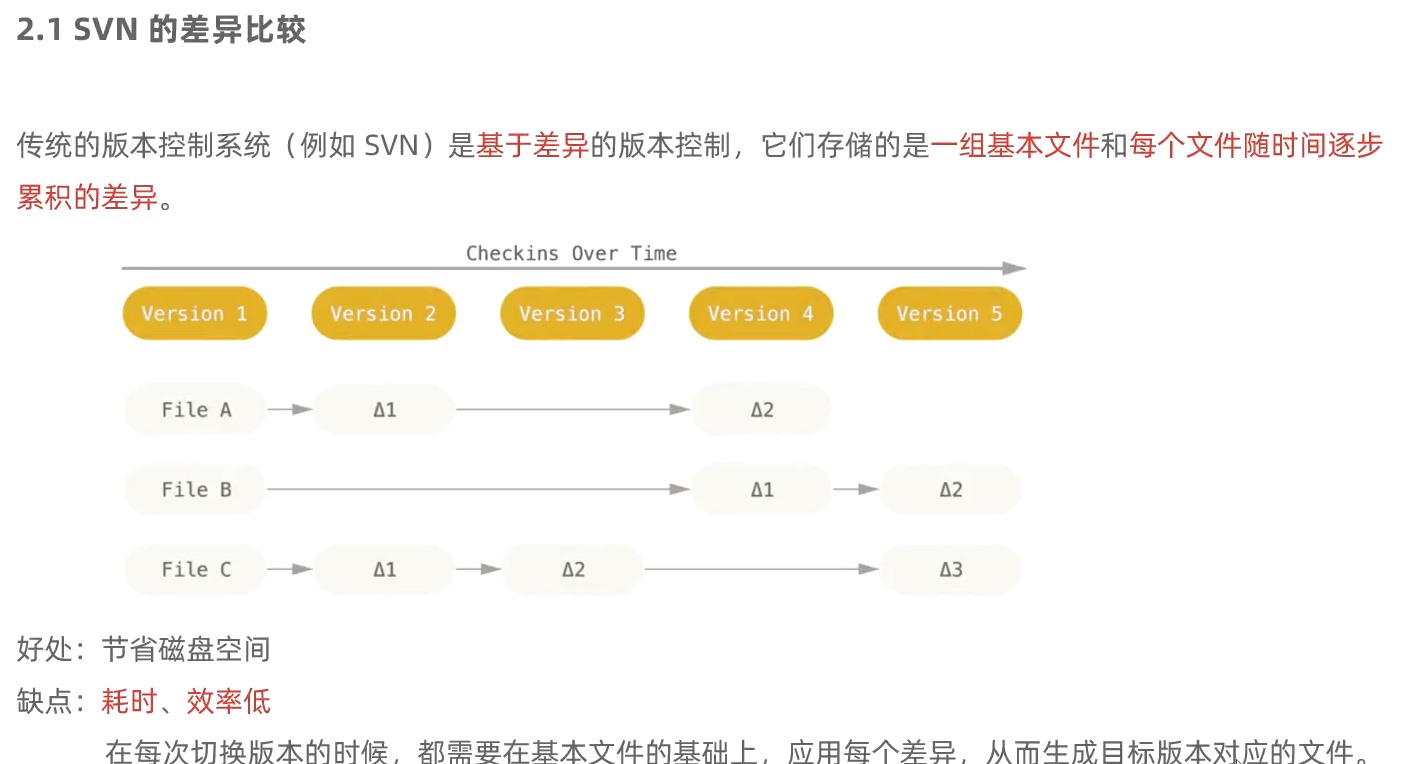 2.1 SVN 的差异比较
传统的版本控制系统（例如 SVN）是基于差异的版本控制，它们存储的是一组基本文件和每个文件随时间逐步
累积的差异。
Checkins Over Time
Version 1 Version 2 Version 3 Version 4 Version 5
File A Δ1 Δ2
File B Δ1 Δ2
File C Δ1 Δ2 Δ3
好处：节省磁盘空间
缺点：耗时、效率低
在每次切换版本的时候，都需要在基本文件的基础上，应用每个差异，从而生成目标版本对应的文件。